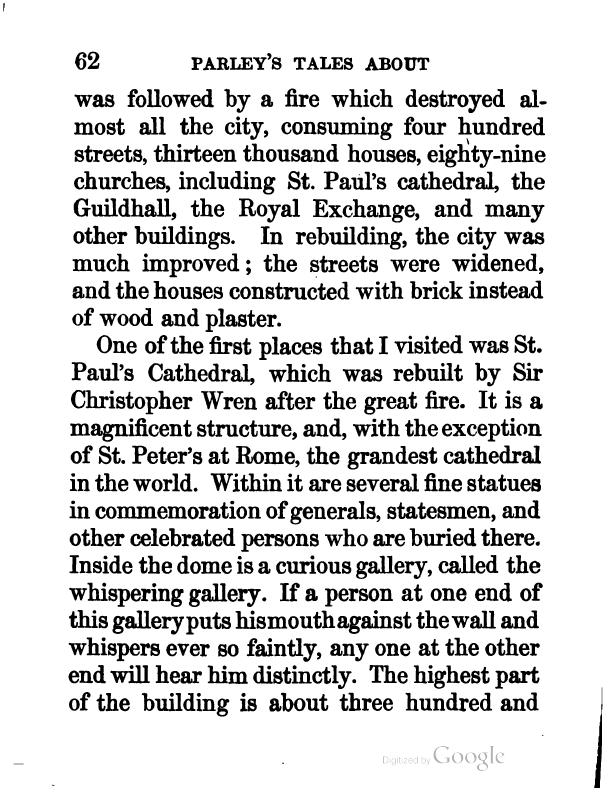 62 PARLEY'S TALES ABOUT
was followed by a fire which destroyed al-
most all the city, consuming four hundred
streets, thirteen thousand houses, eighty-nine
churches, including St. Paul's cathedral, the
Guildhall, the Royal Exchange, and many
other buildings. In rebuilding, the city was
much improved; the streets were widened,
and the houses constructed with brick instead
of wood and plaster.
One of the first places that I visited was St.
Paul's Cathedral, which was rebuilt by Sir
Christopher Wren after the great fire. It is a
magnificent structure, and, with the exception
of St. Peter's at Rome, the grandest cathedral
in the world. Within it are several fine statues
in commemoration of generals, statesmen, and
other celebrated persons who are buried there.
Inside the dome is a curious gallery, called the
whispering gallery. If a person at one end of
this gallery puts his mouth against the wall and
whispers ever so faintly, any one at the other
end will hear him distinctly. The highest part
of the building is about three hundred and
Digitized by Google